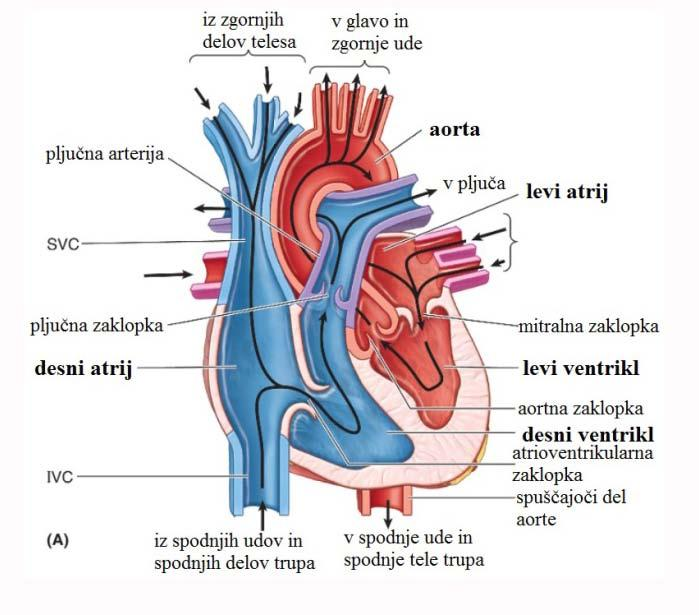 iz zgornjih
delov telesa
v glavo in
zgornje ude
aorta
pljučna arterija
v pljuča
levi atrij
SVC
pljučna zaklopka
mitralna zaklopka
desni atrij
levi ventrikl
aortna zaklopka
desni ventrikl
atrioventrikularna
zaklopka
IVC
spuščajoči del
aorte
(A)
iz spodnjih udov in
spodnjih delov trupa
v spodnje ude in
spodnje tele trupa